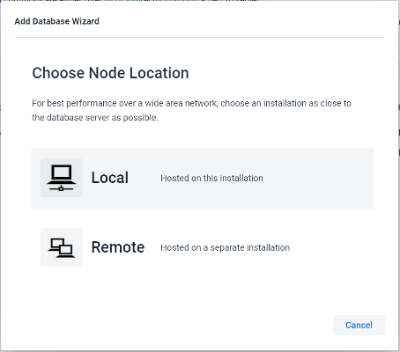 Add Database Wizard
Choose Node Location
For best performance over a wide area network, choose an installation as close to
the database server as possible.
Local Hosted on this installation
Remote Hosted on a separate installation
Cancel